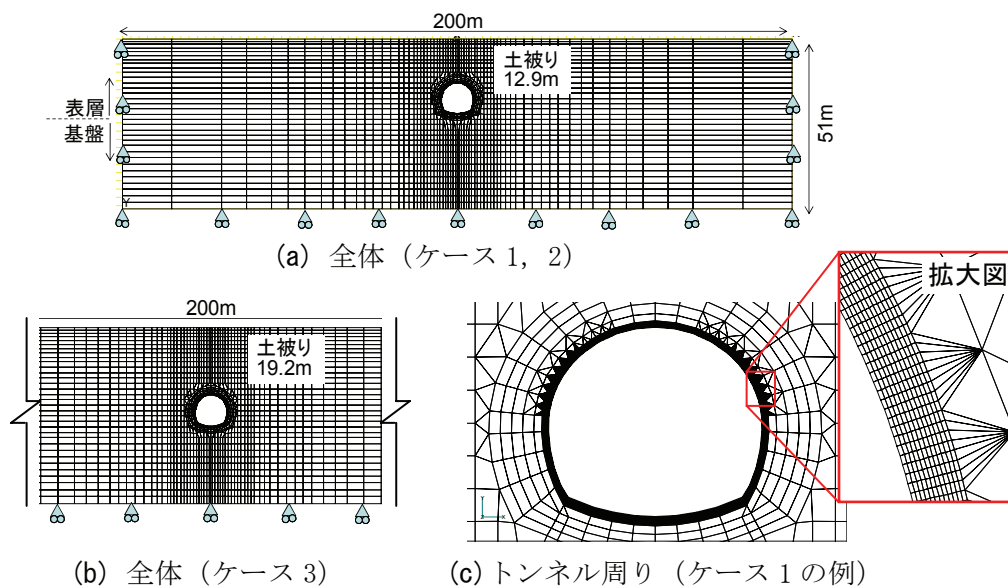 200m
土被り
12.9m
表層
基盤
51m
Y
(a) 全体（ケース 1，2）
200m
土被り
19.2m
拡大図
(b) 全体（ケース 3）
(c) トンネル周り（ケース 1 の例）